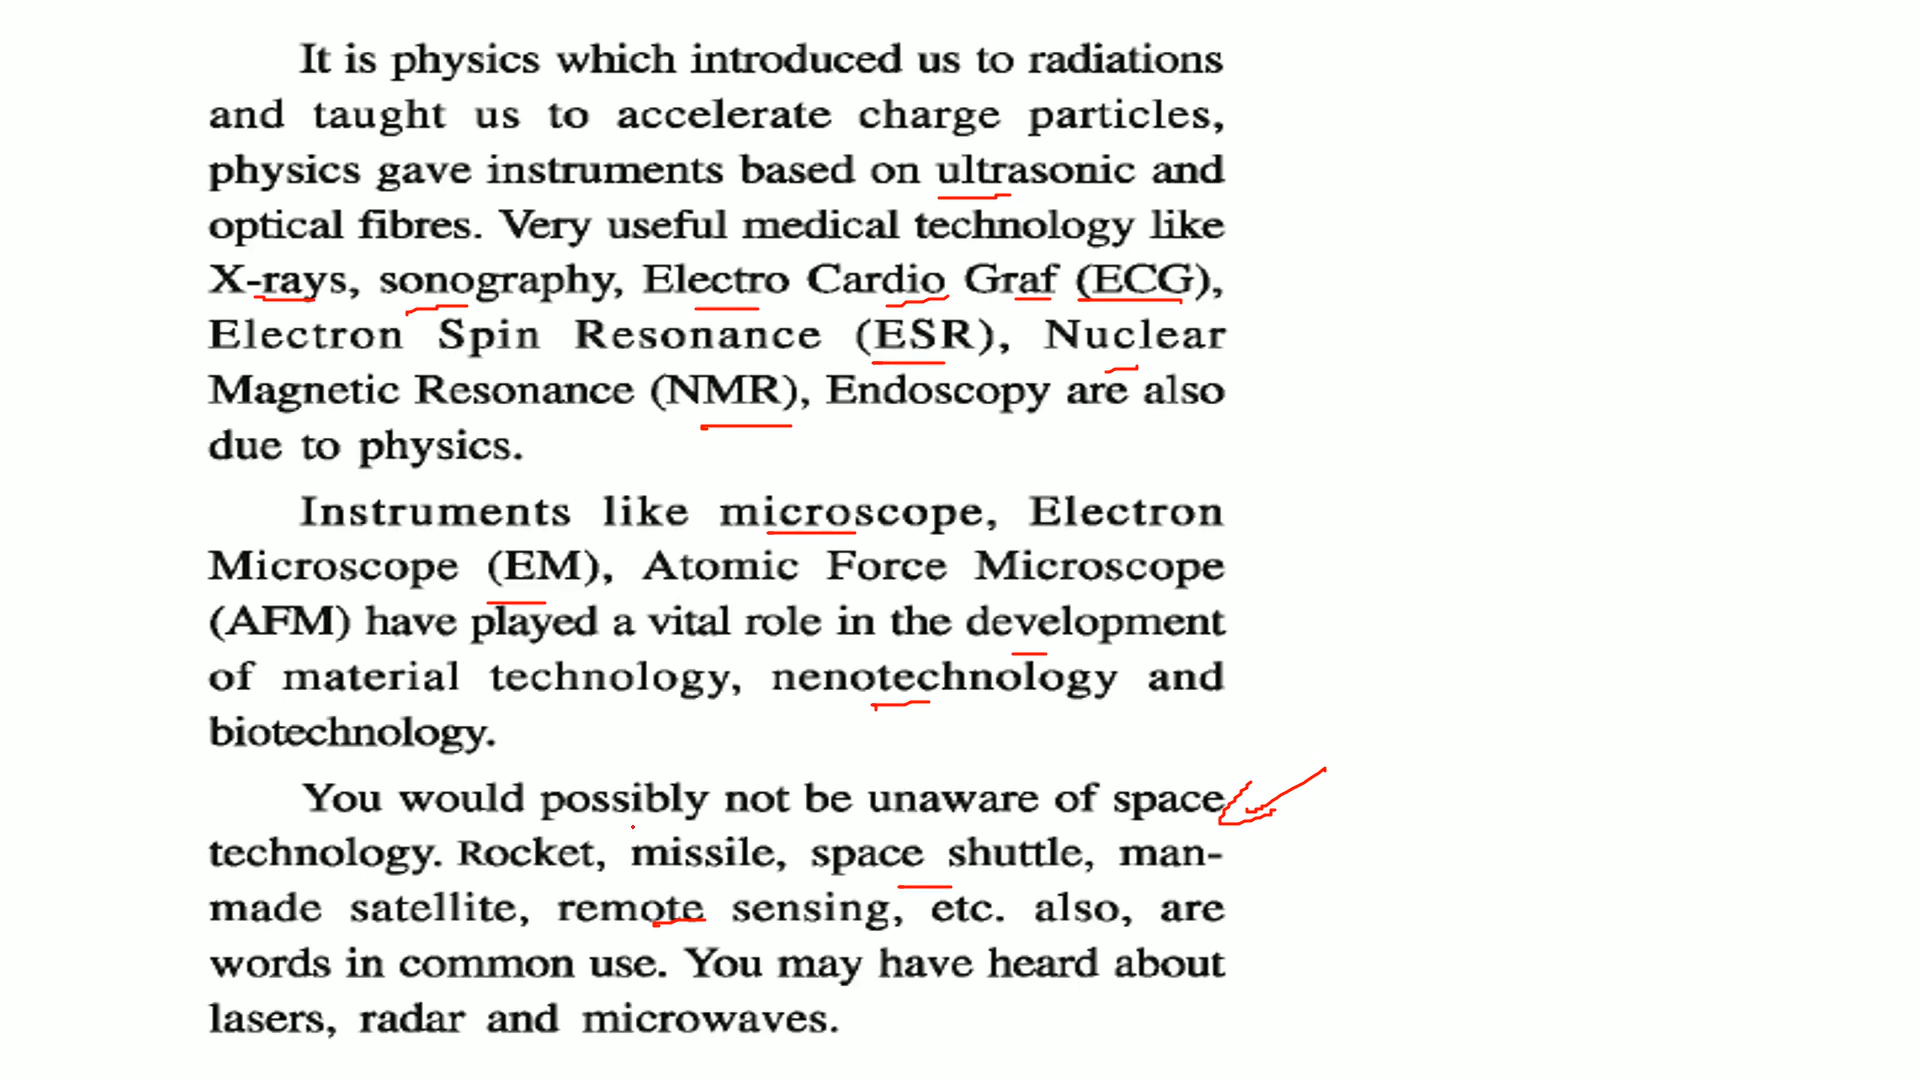 It is physics which introduced us to radiations
and taught us to accelerate charge particles,
physics gave instruments based on ultrasonic and
optical fibres. Very useful medical technology like
X-rays, sonography, Electro Cardio Graf (ECG),
Electron Spin Resonance (ESR), Nuclear
Magnetic Resonance (NMR), Endoscopy are also
due to physics.
Instruments like microscope, Electron
Microscope (EM), Atomic Force Microscope
(AFM) have played a vital role in the development
of material technology, nenotechnology and
biotechnology.
You would possibly not be unaware of space
technology. Rocket, missile, space shuttle, man-
made satellite, remote sensing, etc. also, are
words in common use. You may have heard about
lasers, radar and microwaves.